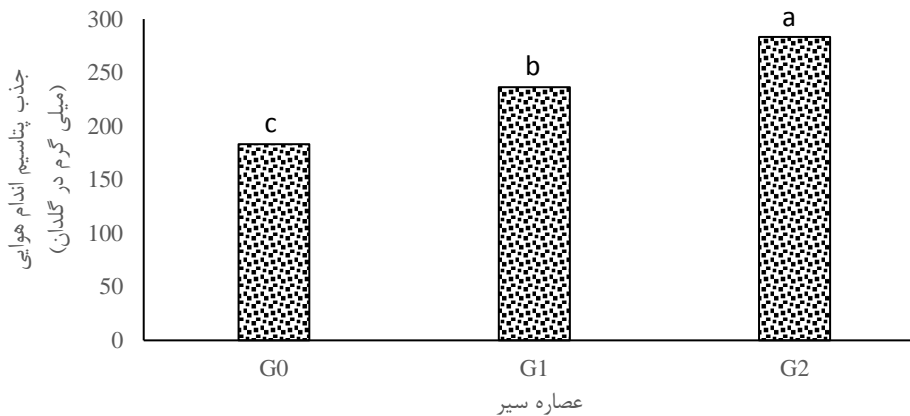 جذب پتاسیم اندام هوایی
(میلی گرم در گلدان)
300
250
200
150
100
50
0
c
b
a
G0
G1
G2
عصاره سیر